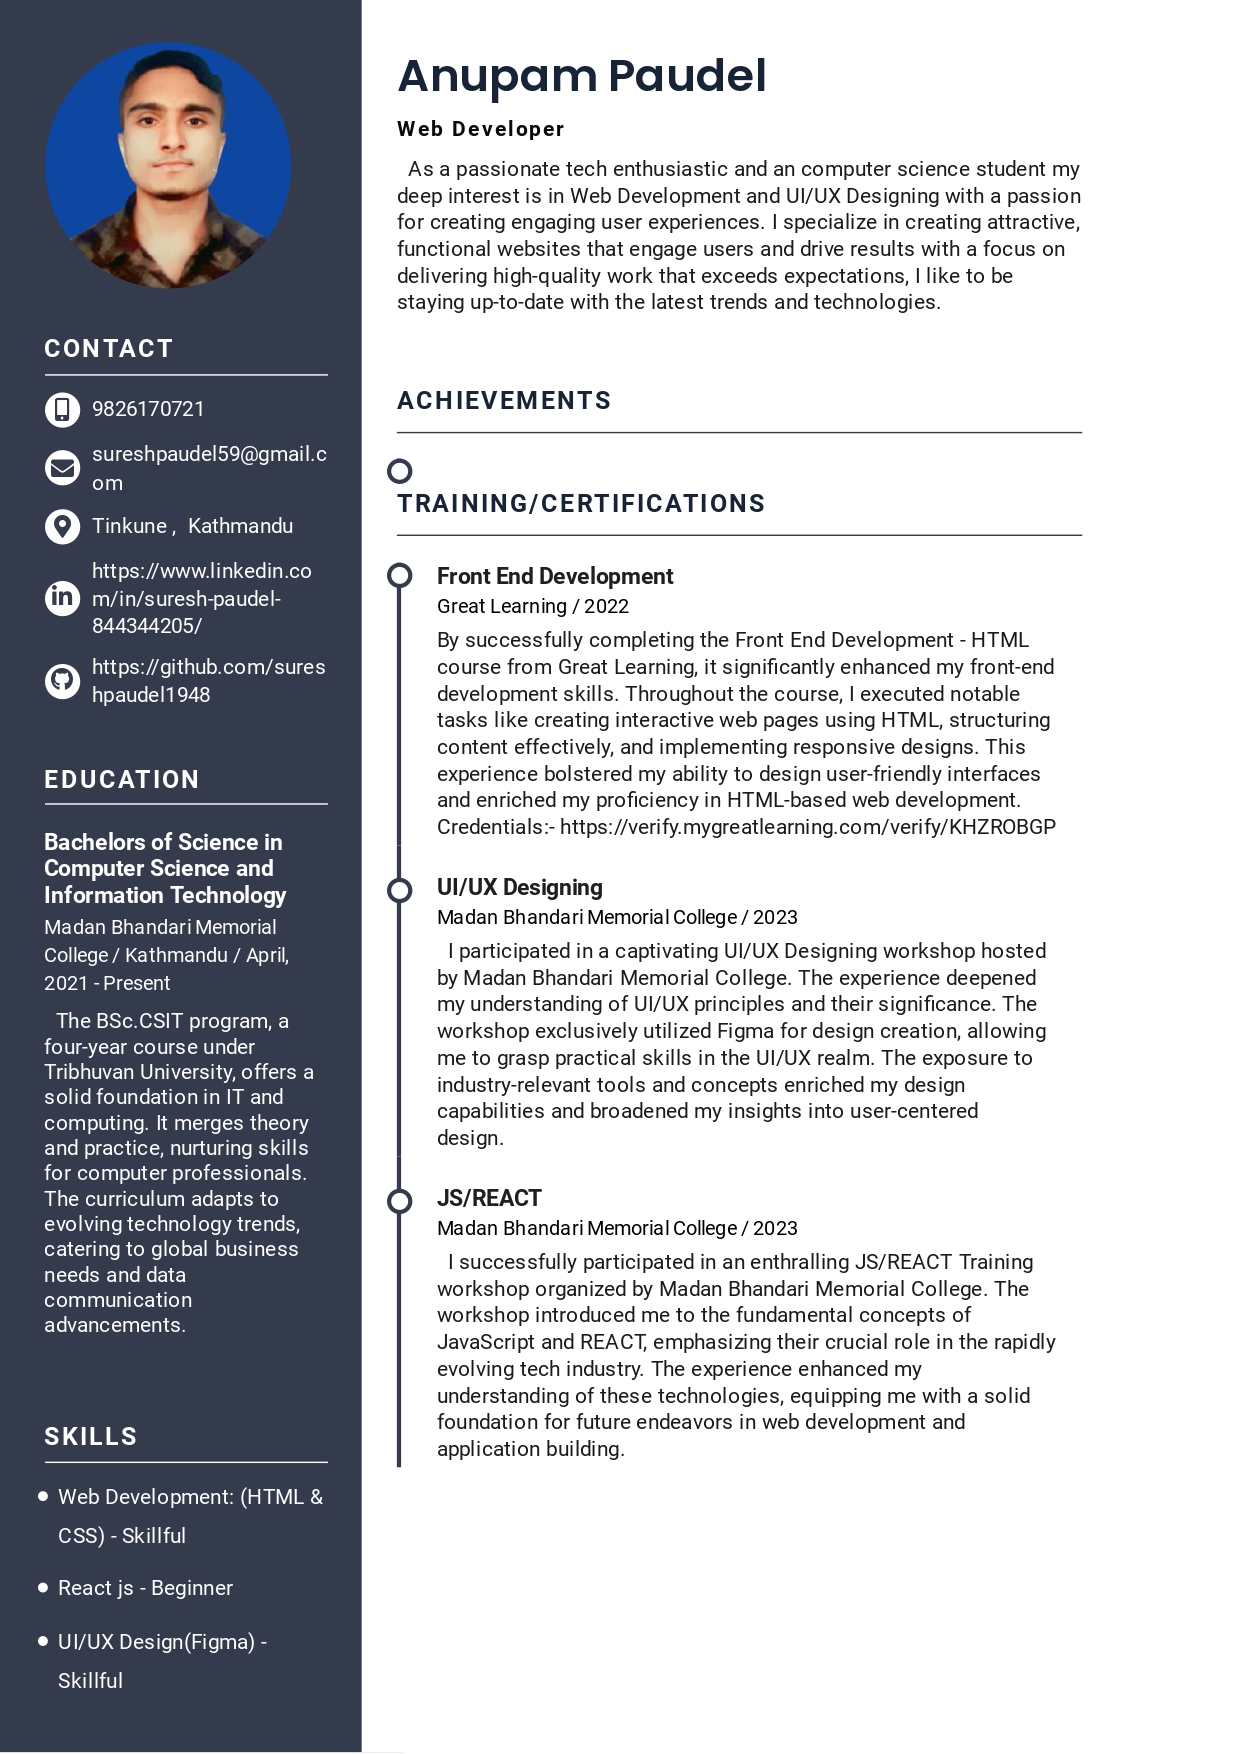 Anupam Paudel
Web Developer
As a passionate tech enthusiastic and an computer science student my
deep interest is in Web Development and UI/UX Designing with a passion
for creating engaging user experiences. I specialize in creating attractive,
functional websites that engage users and drive results with a focus on
delivering high-quality work that exceeds expectations, I like to be
staying up-to-date with the latest trends and technologies.
CONTACT
9826170721
sureshpaudel59@gmail.c
om
Tinkune , Kathmandu
https://www.linkedin.co
m/in/suresh-paudel-
844344205/
https://github.com/sures
hpaudel1948
EDUCATION
Bachelors of Science in
Computer Science and
Information Technology
Madan Bhandari Memorial
College / Kathmandu / April,
2021 - Present
The BSc.CSIT program, a
four-year course under
Tribhuvan University, offers a
solid foundation in IT and
computing. It merges theory
and practice, nurturing skills
for computer professionals.
The curriculum adapts to
evolving technology trends,
catering to global business
needs and data
communication
advancements.
SKILLS
Web Development: (HTML &
CSS) - Skillful
React js - Beginner
UI/UX Design(Figma) -
Skillful
ACHIEVEMENTS
TRAINING/CERTIFICATIONS
Front End Development
Great Learning / 2022
By successfully completing the Front End Development - HTML
course from Great Learning, it significantly enhanced my front-end
development skills. Throughout the course, I executed notable
tasks like creating interactive web pages using HTML, structuring
content effectively, and implementing responsive designs. This
experience bolstered my ability to design user-friendly interfaces
and enriched my proficiency in HTML-based web development.
Credentials:- https://verify.mygreatlearning.com/verify/KHZROBGP
UI/UX Designing
Madan Bhandari Memorial College / 2023
I participated in a captivating UI/UX Designing workshop hosted
by Madan Bhandari Memorial College. The experience deepened
my understanding of UI/UX principles and their significance. The
workshop exclusively utilized Figma for design creation, allowing
me to grasp practical skills in the UI/UX realm. The exposure to
industry-relevant tools and concepts enriched my design
capabilities and broadened my insights into user-centered
design.
JS/REACT
Madan Bhandari Memorial College / 2023
I successfully participated in an enthralling JS/REACT Training
workshop organized by Madan Bhandari Memorial College. The
workshop introduced me to the fundamental concepts of
JavaScript and REACT, emphasizing their crucial role in the rapidly
evolving tech industry. The experience enhanced my
understanding of these technologies, equipping me with a solid
foundation for future endeavors in web development and
application building.